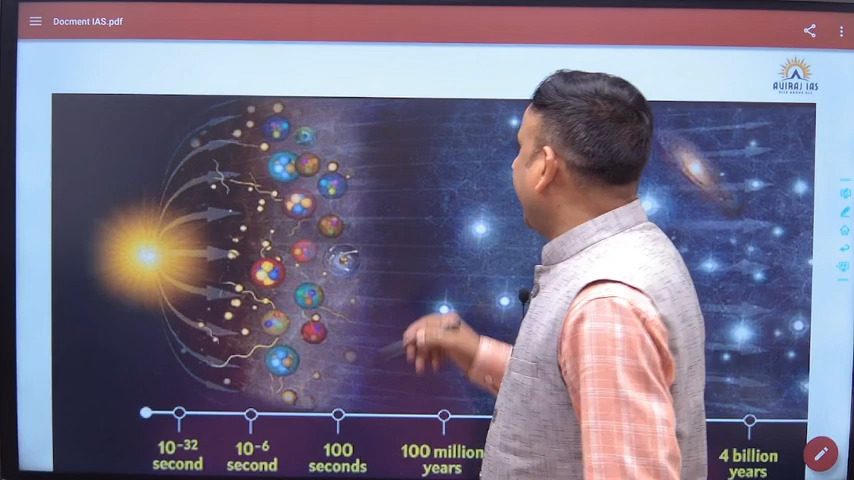 Docment IAS.pdf
AVIRAJ IAS
10⁻³² second
10⁻⁶ second
100 seconds
100 million years
4 billion years